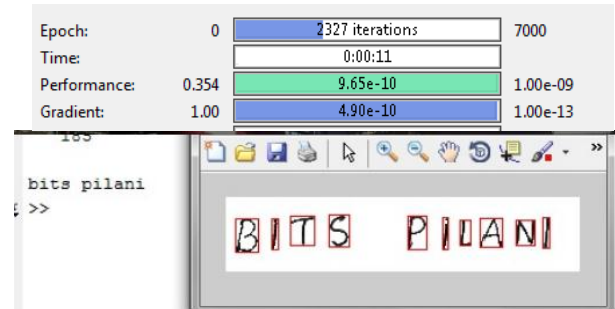 Epoch: 0 2327 iterations 7000
Time: 0:00:11
Performance: 0.354 9.65e-10 1.00e-09
Gradient: 1.00 4.90e-10 1.00e-13
185
bits pilani
>>
»
BITS PILANI